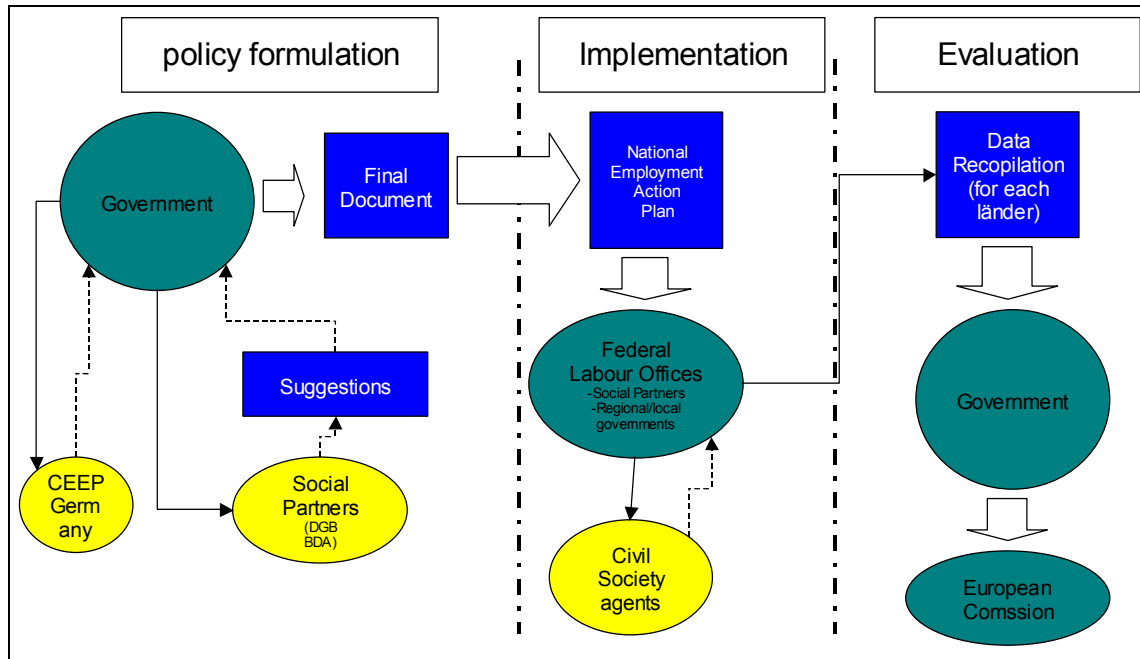 policy formulation
Implementation
Evaluation
Government
Final
Document
National
Employment
Action
Plan
Data
Recopilation
(for each
länder)
Suggestions
Federal
Labour Offices
-Social Partners
-Regional/local
governments
Government
CEEP
Germ
any
Social
Partners
(DGB
BDA)
Civil
Society
agents
European
Comssion